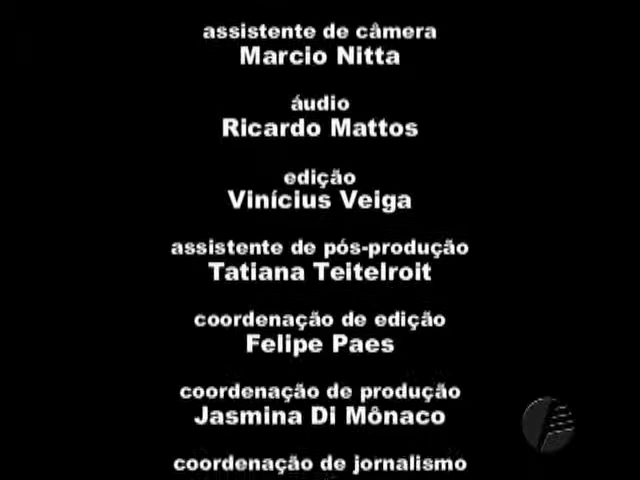 assistente de câmera
Marcio Nitta
áudio
Ricardo Mattos
edição
Vinícius Veiga
assistente de pós-produção
Tatiana Teitelroit
coordenação de edição
Felipe Paes
coordenação de produção
Jasmina Di Mônaco
coordenação de jornalismo